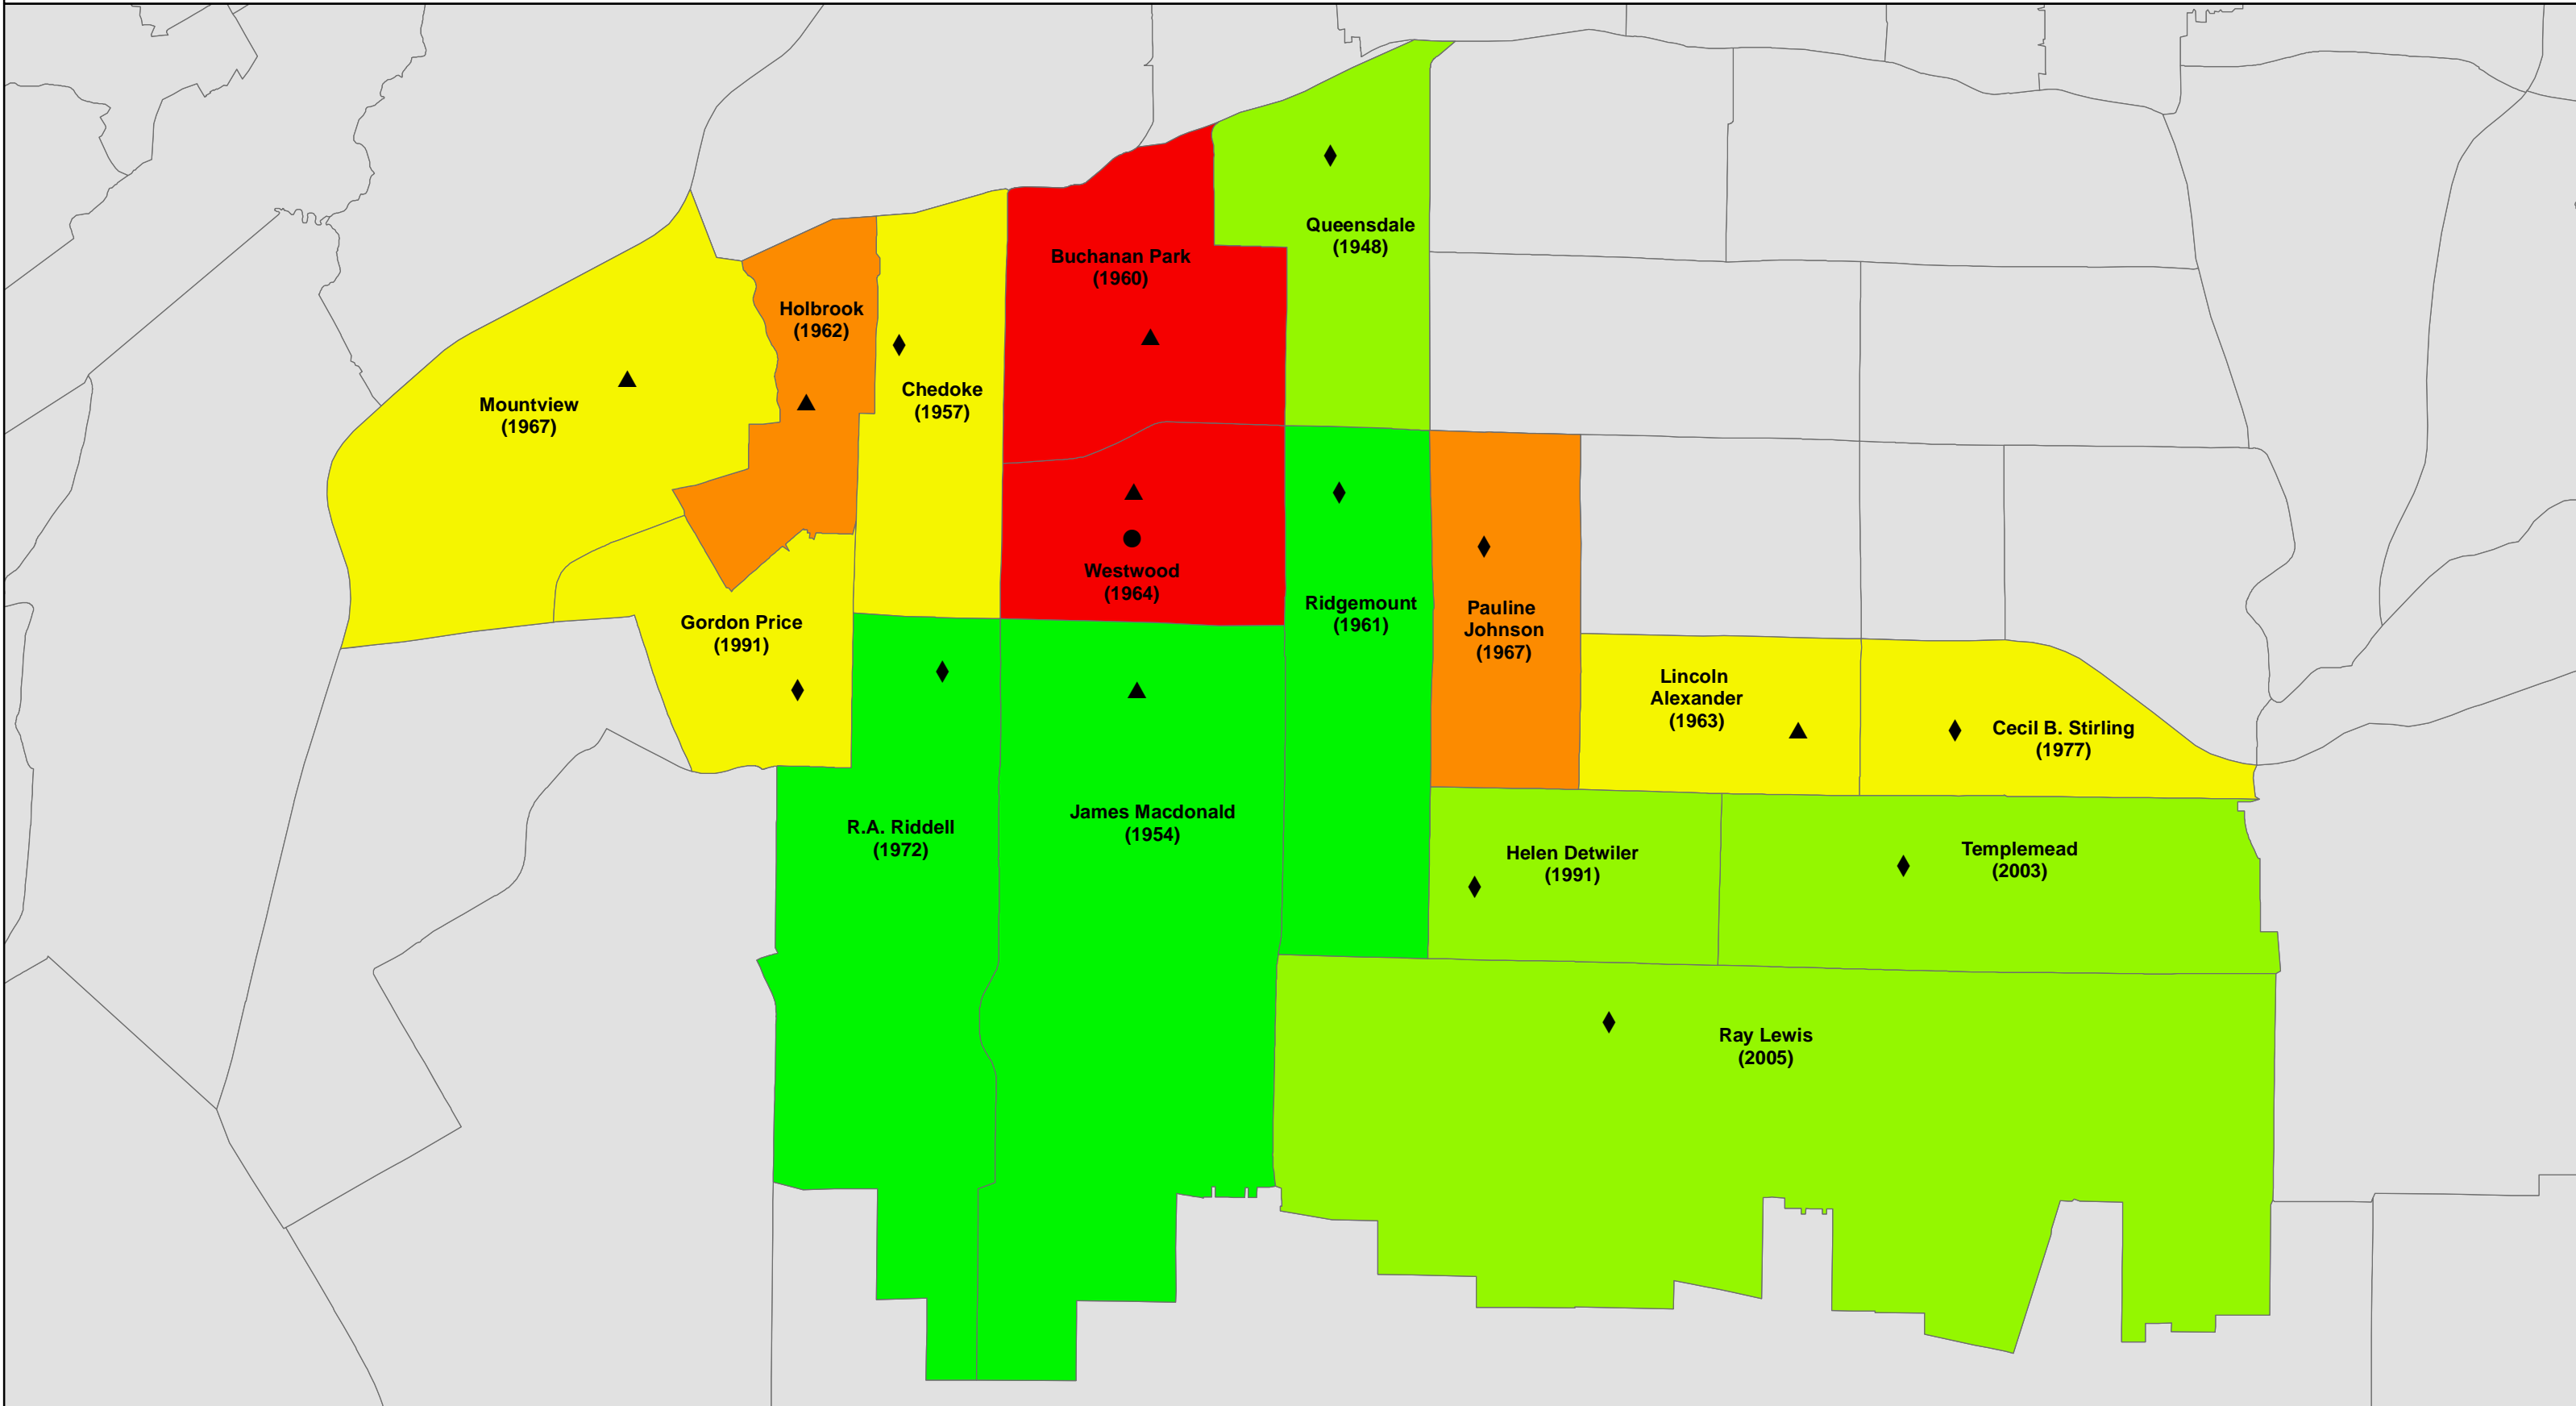 Queensdale
(1948)
Buchanan Park
(1960)
Holbrook
(1962)
Chedoke
(1957)
Mountview
(1967)
Westwood
(1964)
Ridgemount
(1961)
Pauline
Johnson
(1967)
Gordon Price
(1991)
Lincoln
Alexander
(1963)
Cecil B. Stirling
(1977)
R.A. Riddell
(1972)
James Macdonald
(1954)
Helen Detwiler
(1991)
Templemead
(2003)
Ray Lewis
(2005)